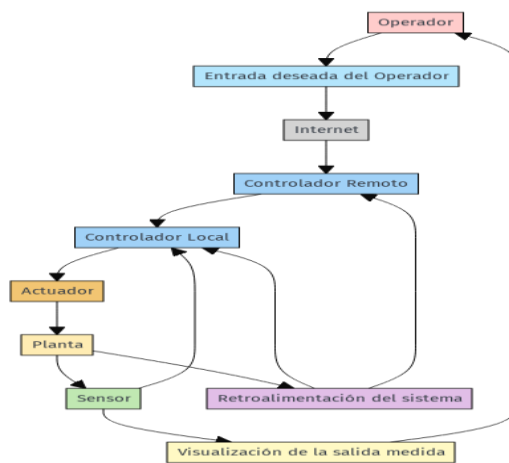 Operador
Entrada deseada del Operador
Internet
Controlador Remoto
Controlador Local
Actuador
Planta
Sensor
Retroalimentación del sistema
Visualización de la salida medida